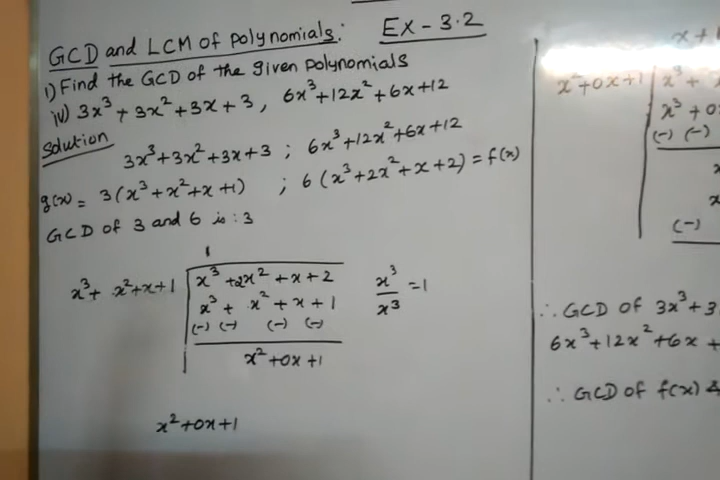 GCD and LCM of polynomials: Ex - 3.2
1) Find the GCD of the given polynomials
iv) 3x³ + 3x² + 3x + 3, 6x³ + 12x² + 6x + 12
Solution
3x³ + 3x² + 3x + 3 ; 6x³ + 12x² + 6x + 12
g(x) = 3(x³ + x² + x + 1) ; 6(x³ + 2x² + x + 2) = f(x)
GCD of 3 and 6 is : 3
1
x³ + x² + x + 1 x³ + 2x² + x + 2
x³ + x² + x + 1
(-) (-) (-) (-)
x² + 0x + 1
x³/x³ = 1
x² + 0x + 1
x +
x² + 0x + 1 x³ +
x³ + 0
(-) (-)
x
x
(-)
∴ GCD of 3x³ + 3
6x³ + 12x² + 6x +
∴ GCD of f(x) &